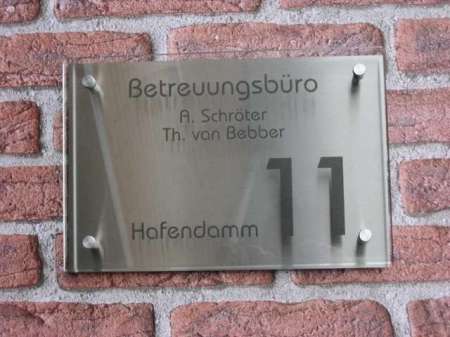 Betreuungsbüro
A. Schröter
Th. van Bebber
Hafendamm 11